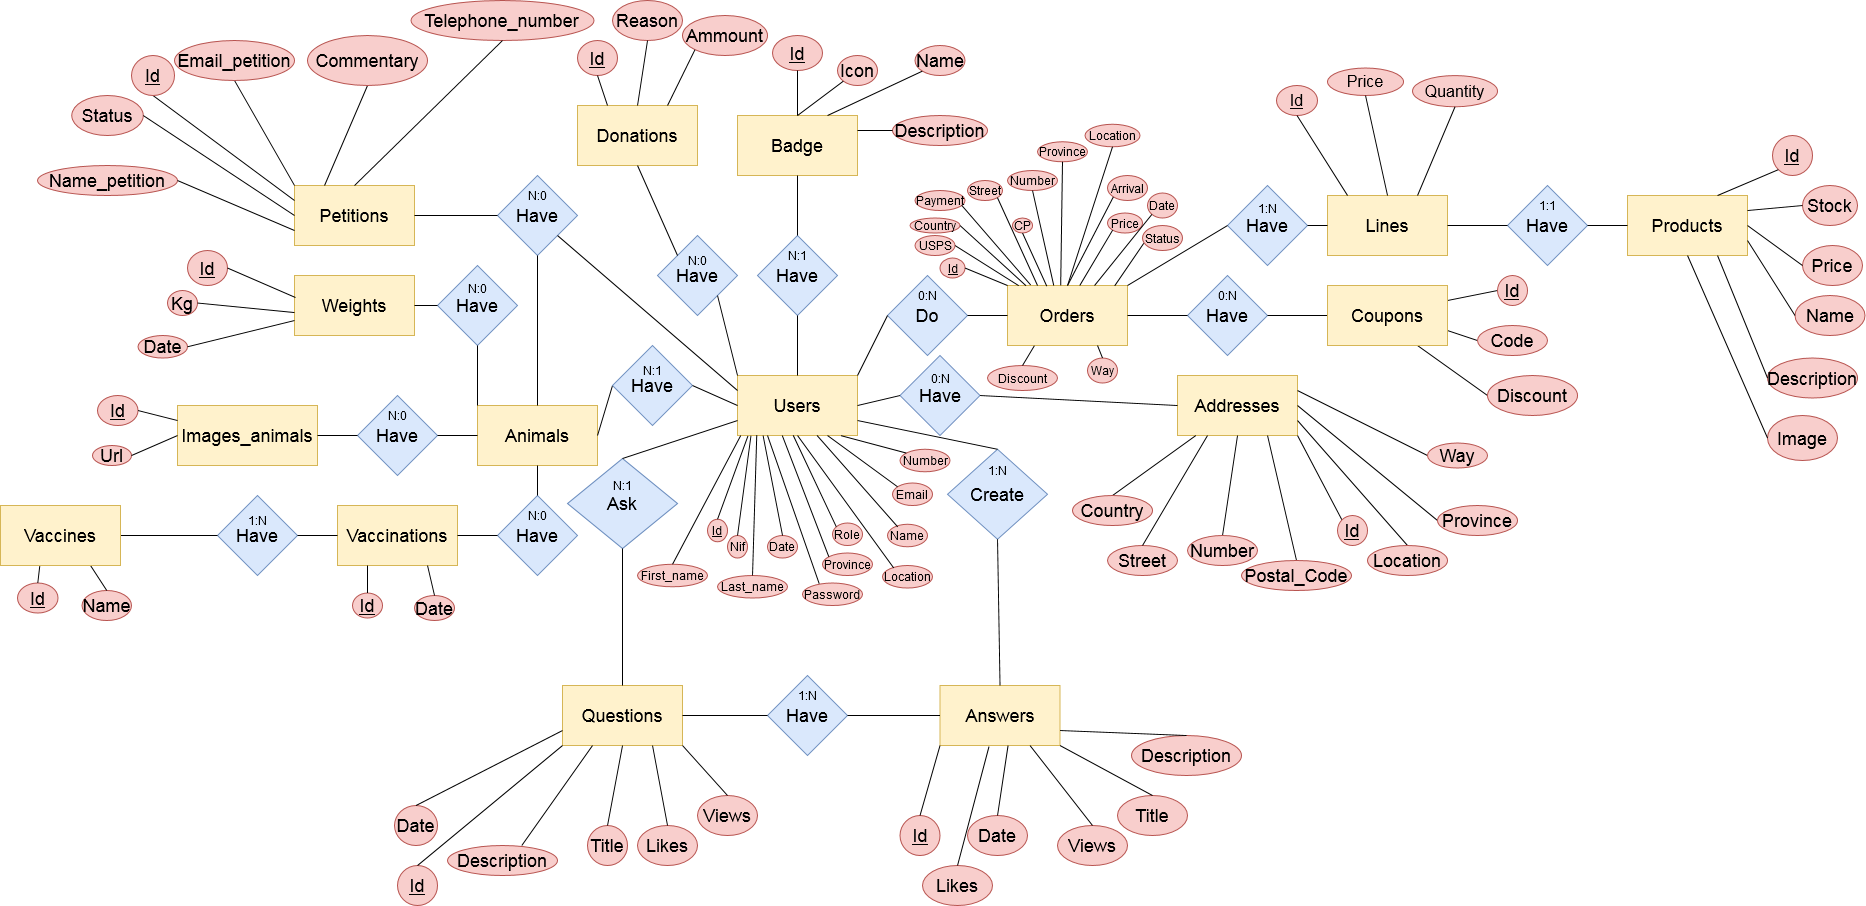 Telephone_number
Reason
Id
Email_petition
Commentary
Id
Ammount
Id
Icon
Name
Status
Donations
Badge
Description
Name_petition
Petitions
N:0
Have
Id
Price
Quantity
Id
Location
Province
Number
Street
Payment
Arrival
Date
Country
CP
Price
Status
USPS
Id
1:N
Have
Lines
1:1
Have
Products
Stock
Price
Name
Description
Image
Id
Kg
Date
Weights
N:0
Have
N:0
Have
N:1
Have
0:N
Do
Orders
0:N
Have
Coupons
Id
Code
Discount
Discount
Way
Id
Url
Images_animals
N:0
Have
Animals
N:1
Have
Users
0:N
Have
Addresses
Way
Province
Country
Street
Number
Postal_Code
Id
Location
Vaccines
1:N
Have
Vaccinations
N:0
Have
Id
Name
Id
Date
N:1
Ask
Number
Email
Name
Location
Role
Province
Password
Date
Last_name
Nif
Id
First_name
1:N
Create
Questions
1:N
Have
Answers
Date
Id
Description
Title
Likes
Views
Description
Title
Views
Date
Likes
Id